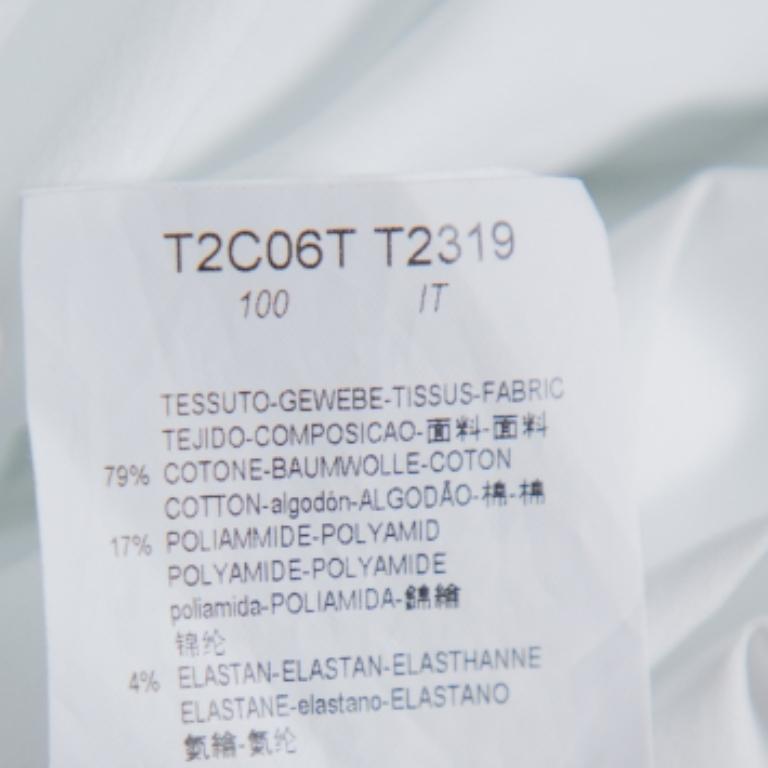 T2C06T T2319
100 IT
TESSUTO-GEWEBE-TISSUS-FABRIC
TEJIDO-COMPOSICAO-面料-面料
79% COTONE-BAUMWOLLE-COTON
COTTON-algodón-ALGODÃO-棉-棉
17% POLIAMMIDE-POLYAMID
POLYAMIDE-POLYAMIDE
poliamida-POLIAMIDA-錦綸
锦纶
4% ELASTAN-ELASTAN-ELASTHANNE
ELASTANE-elastano-ELASTANO
氨綸-氨纶